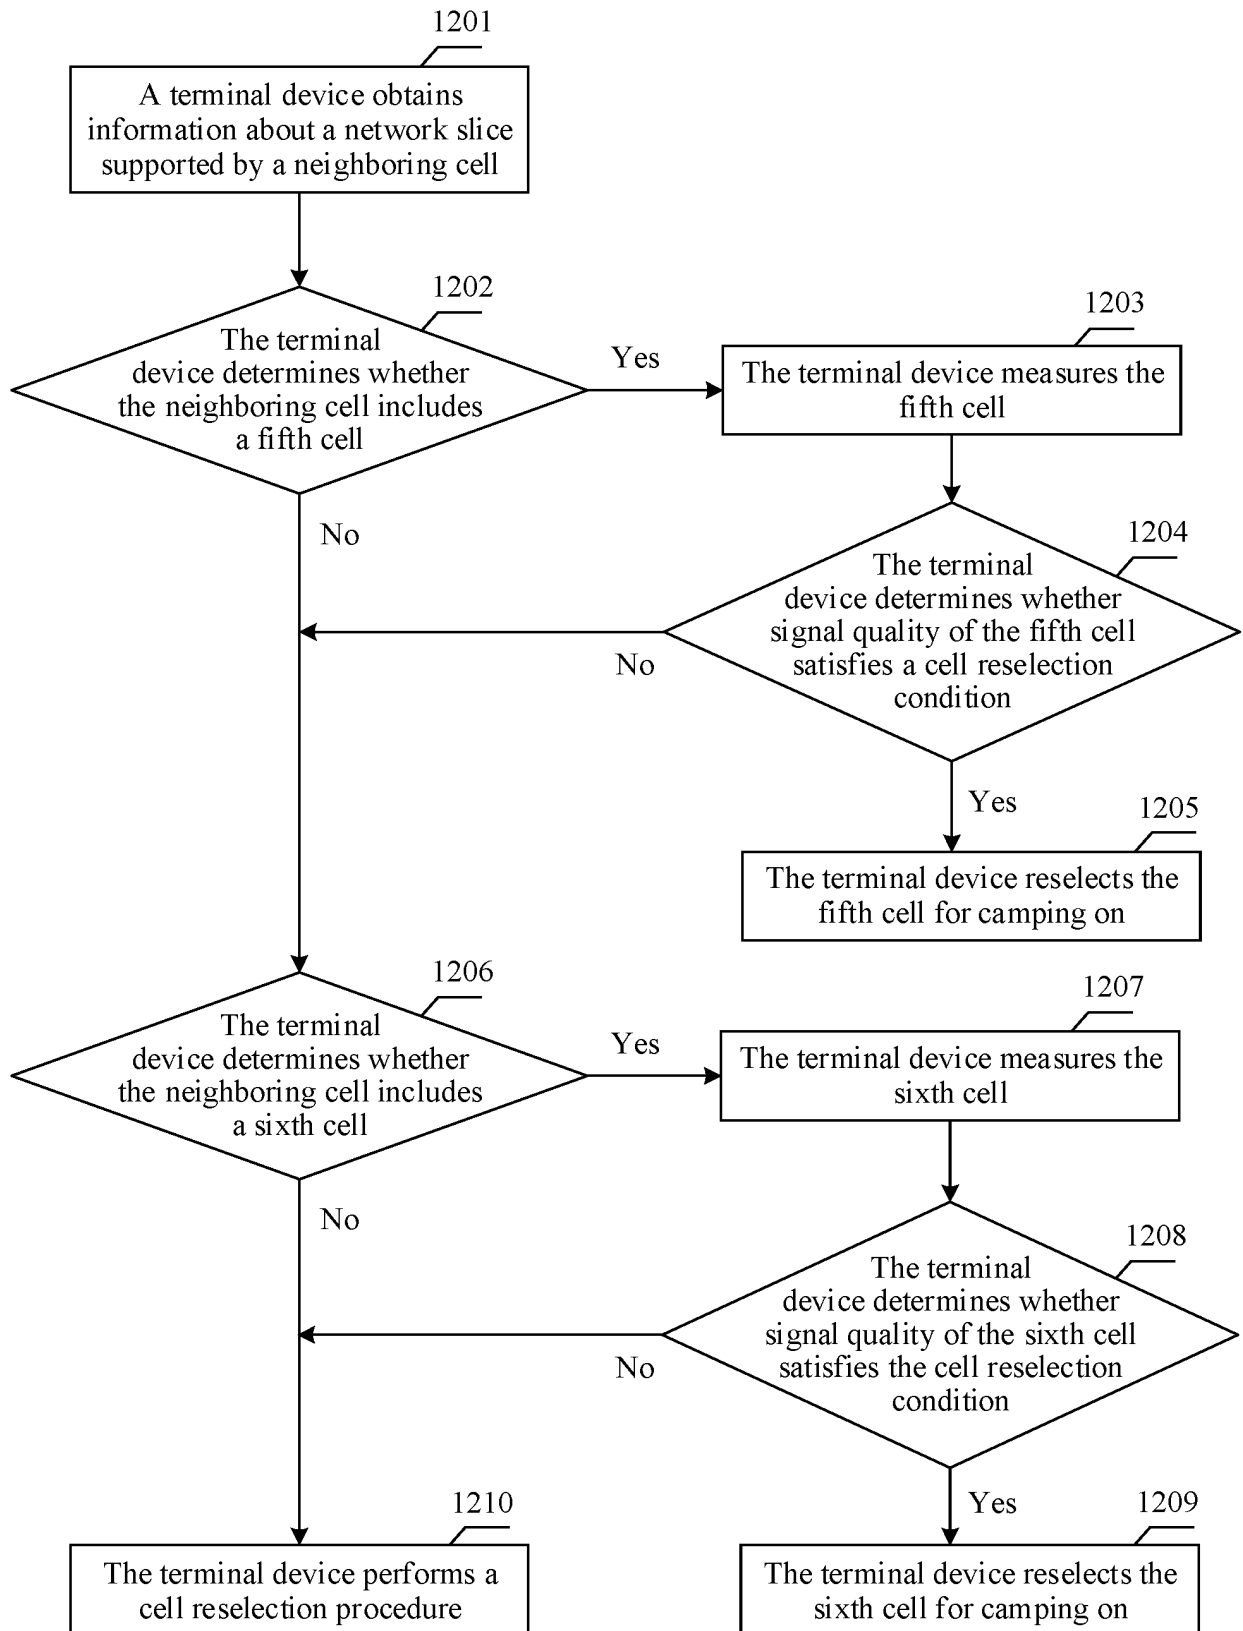 1201
A terminal device obtains
information about a network slice
supported by a neighboring cell
1202
The terminal
device determines whether
the neighboring cell includes
a fifth cell
Yes
No
1203
The terminal device measures the
fifth cell
1204
The terminal
device determines whether
signal quality of the fifth cell
satisfies a cell reselection
condition
No
Yes
1205
The terminal device reselects the
fifth cell for camping on
1206
The terminal
device determines whether
the neighboring cell includes
a sixth cell
Yes
No
1207
The terminal device measures the
sixth cell
1208
The terminal
device determines whether
signal quality of the sixth cell
satisfies the cell reselection
condition
No
Yes
1209
The terminal device reselects the
sixth cell for camping on
1210
The terminal device performs a
cell reselection procedure